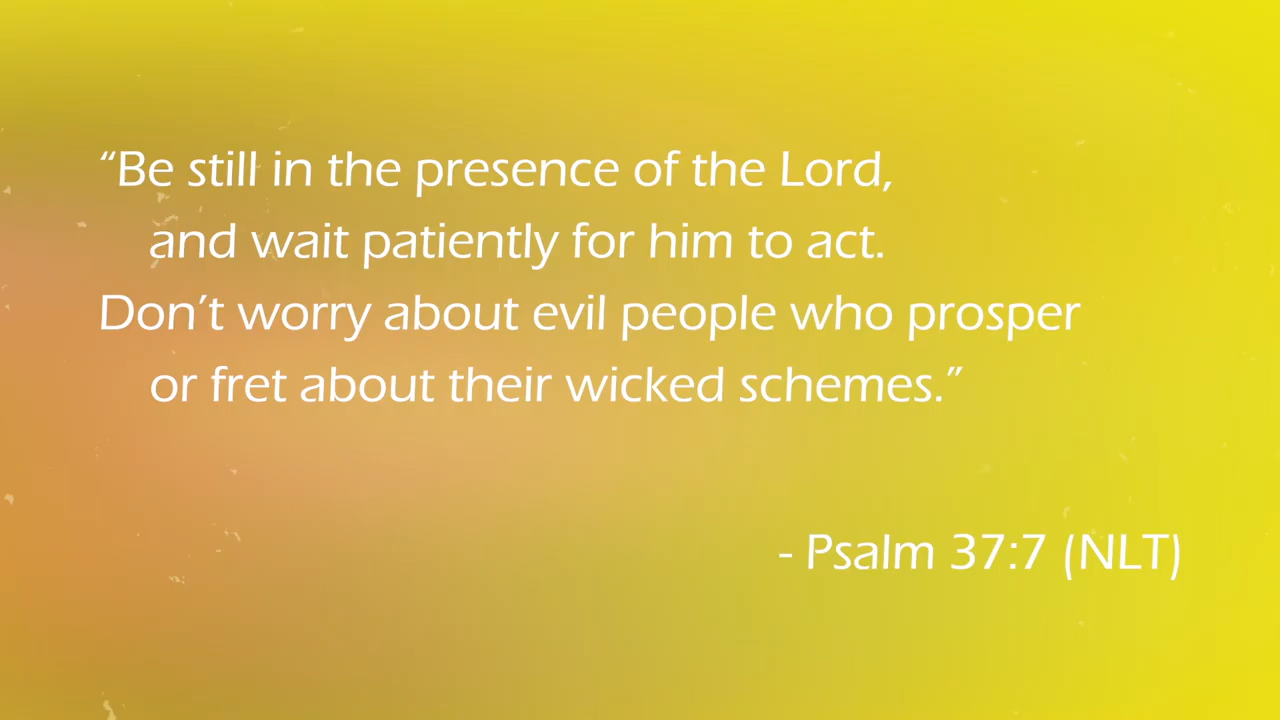 “Be still in the presence of the Lord,
and wait patiently for him to act.
Don’t worry about evil people who prosper
or fret about their wicked schemes.”
- Psalm 37:7 (NLT)